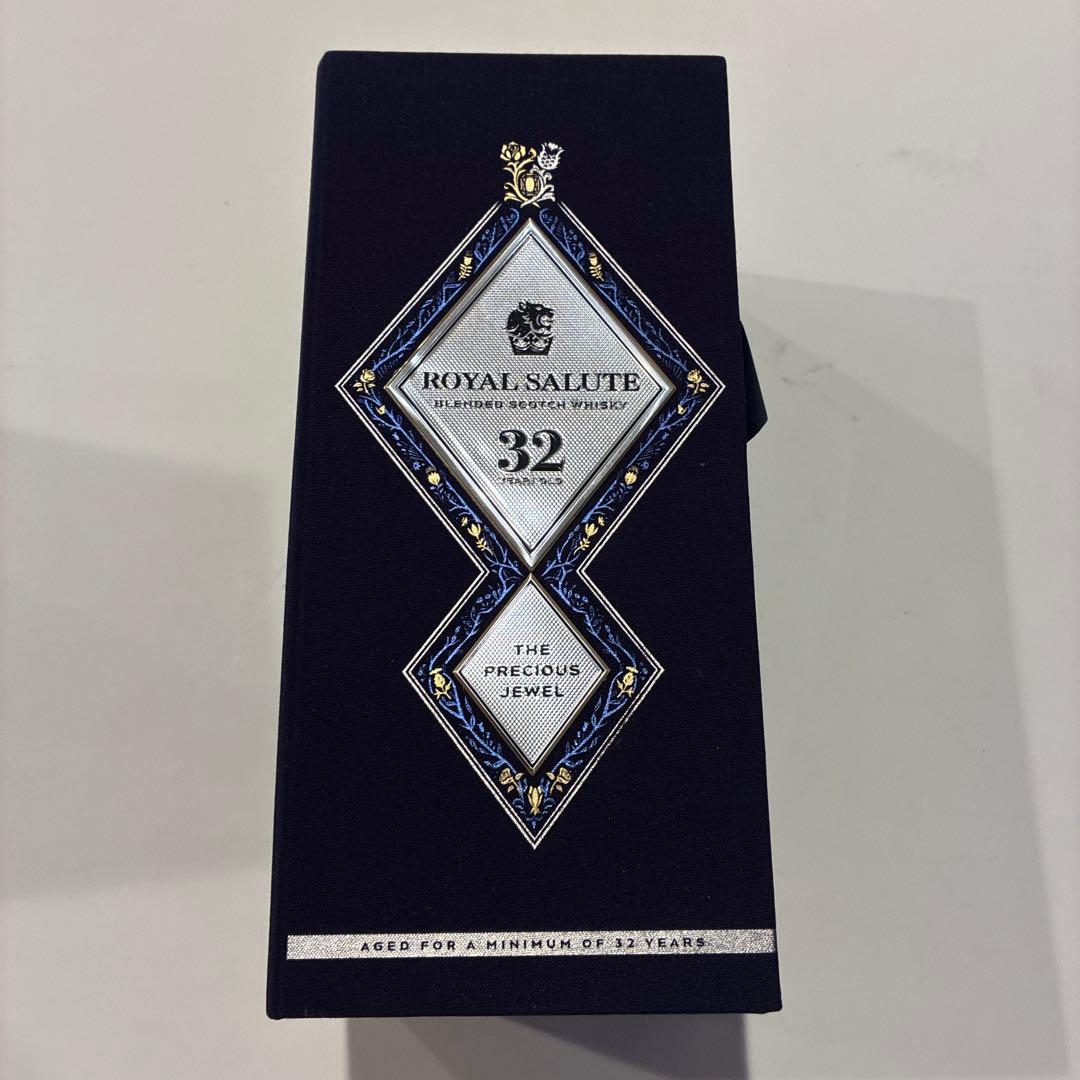 ROYAL SALUTE
BLENDED SCOTCH WHISKY
32
YEARS OLD
THE
PRECIOUS
JEWEL
AGED FOR A MINIMUM OF 32 YEARS